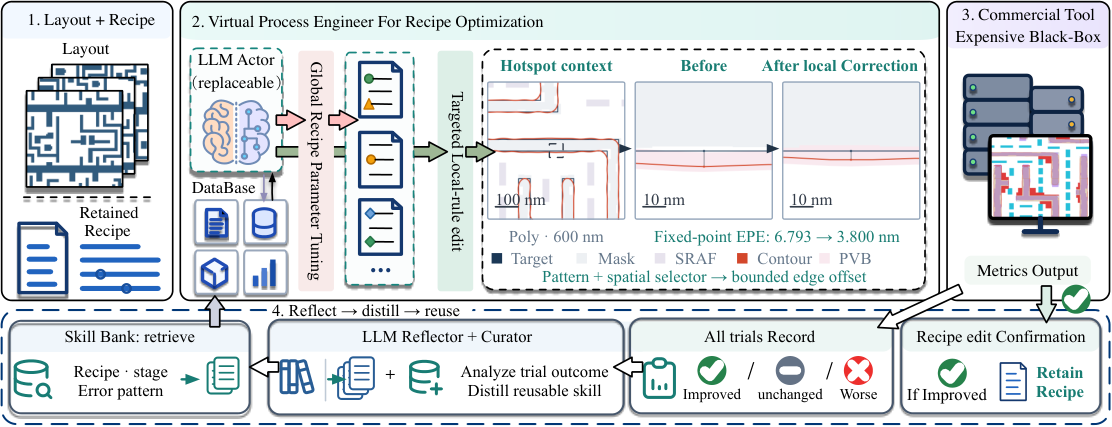 1. Layout + Recipe
Layout
Retained
Recipe
2. Virtual Process Engineer For Recipe Optimization
LLM Actor
(replaceable)
DataBase
Global Recipe Parameter Tuning
...
Targeted Local-rule edit
Hotspot context
Before
After local Correction
100 nm
10 nm
10 nm
Poly · 600 nm
Fixed-point EPE: 6.793 → 3.800 nm
Target
Mask
SRAF
Contour
PVB
Pattern + spatial selector → bounded edge offset
3. Commercial Tool
Expensive Black-Box
Metrics Output
4. Reflect → distill → reuse
Skill Bank: retrieve
Recipe · stage
Error pattern
LLM Reflector + Curator
+
Analyze trial outcome
Distill reusable skill
All trials Record
Improved / unchanged / Worse
Recipe edit Confirmation
If Improved
Retain
Recipe